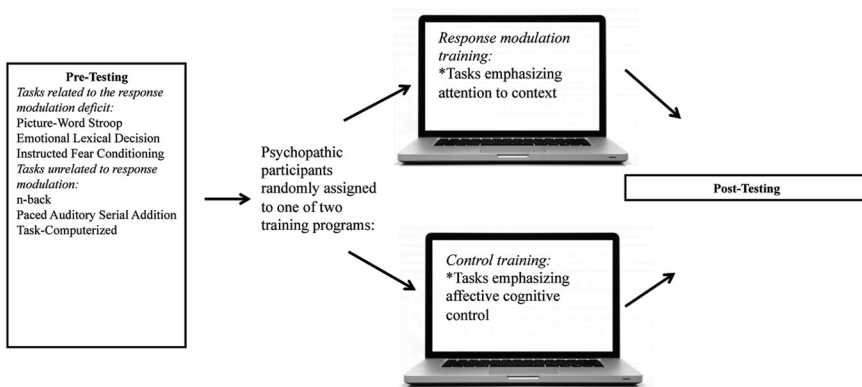 Pre-Testing
Tasks related to the response
modulation deficit:
Picture-Word Stroop
Emotional Lexical Decision
Instructed Fear Conditioning
Tasks unrelated to response
modulation:
n-back
Paced Auditory Serial Addition
Task-Computerized
Psychopathic
participants
randomly assigned
to one of two
training programs:
Response modulation
training:
*Tasks emphasizing
attention to context
Control training:
*Tasks emphasizing
affective cognitive
control
Post-Testing